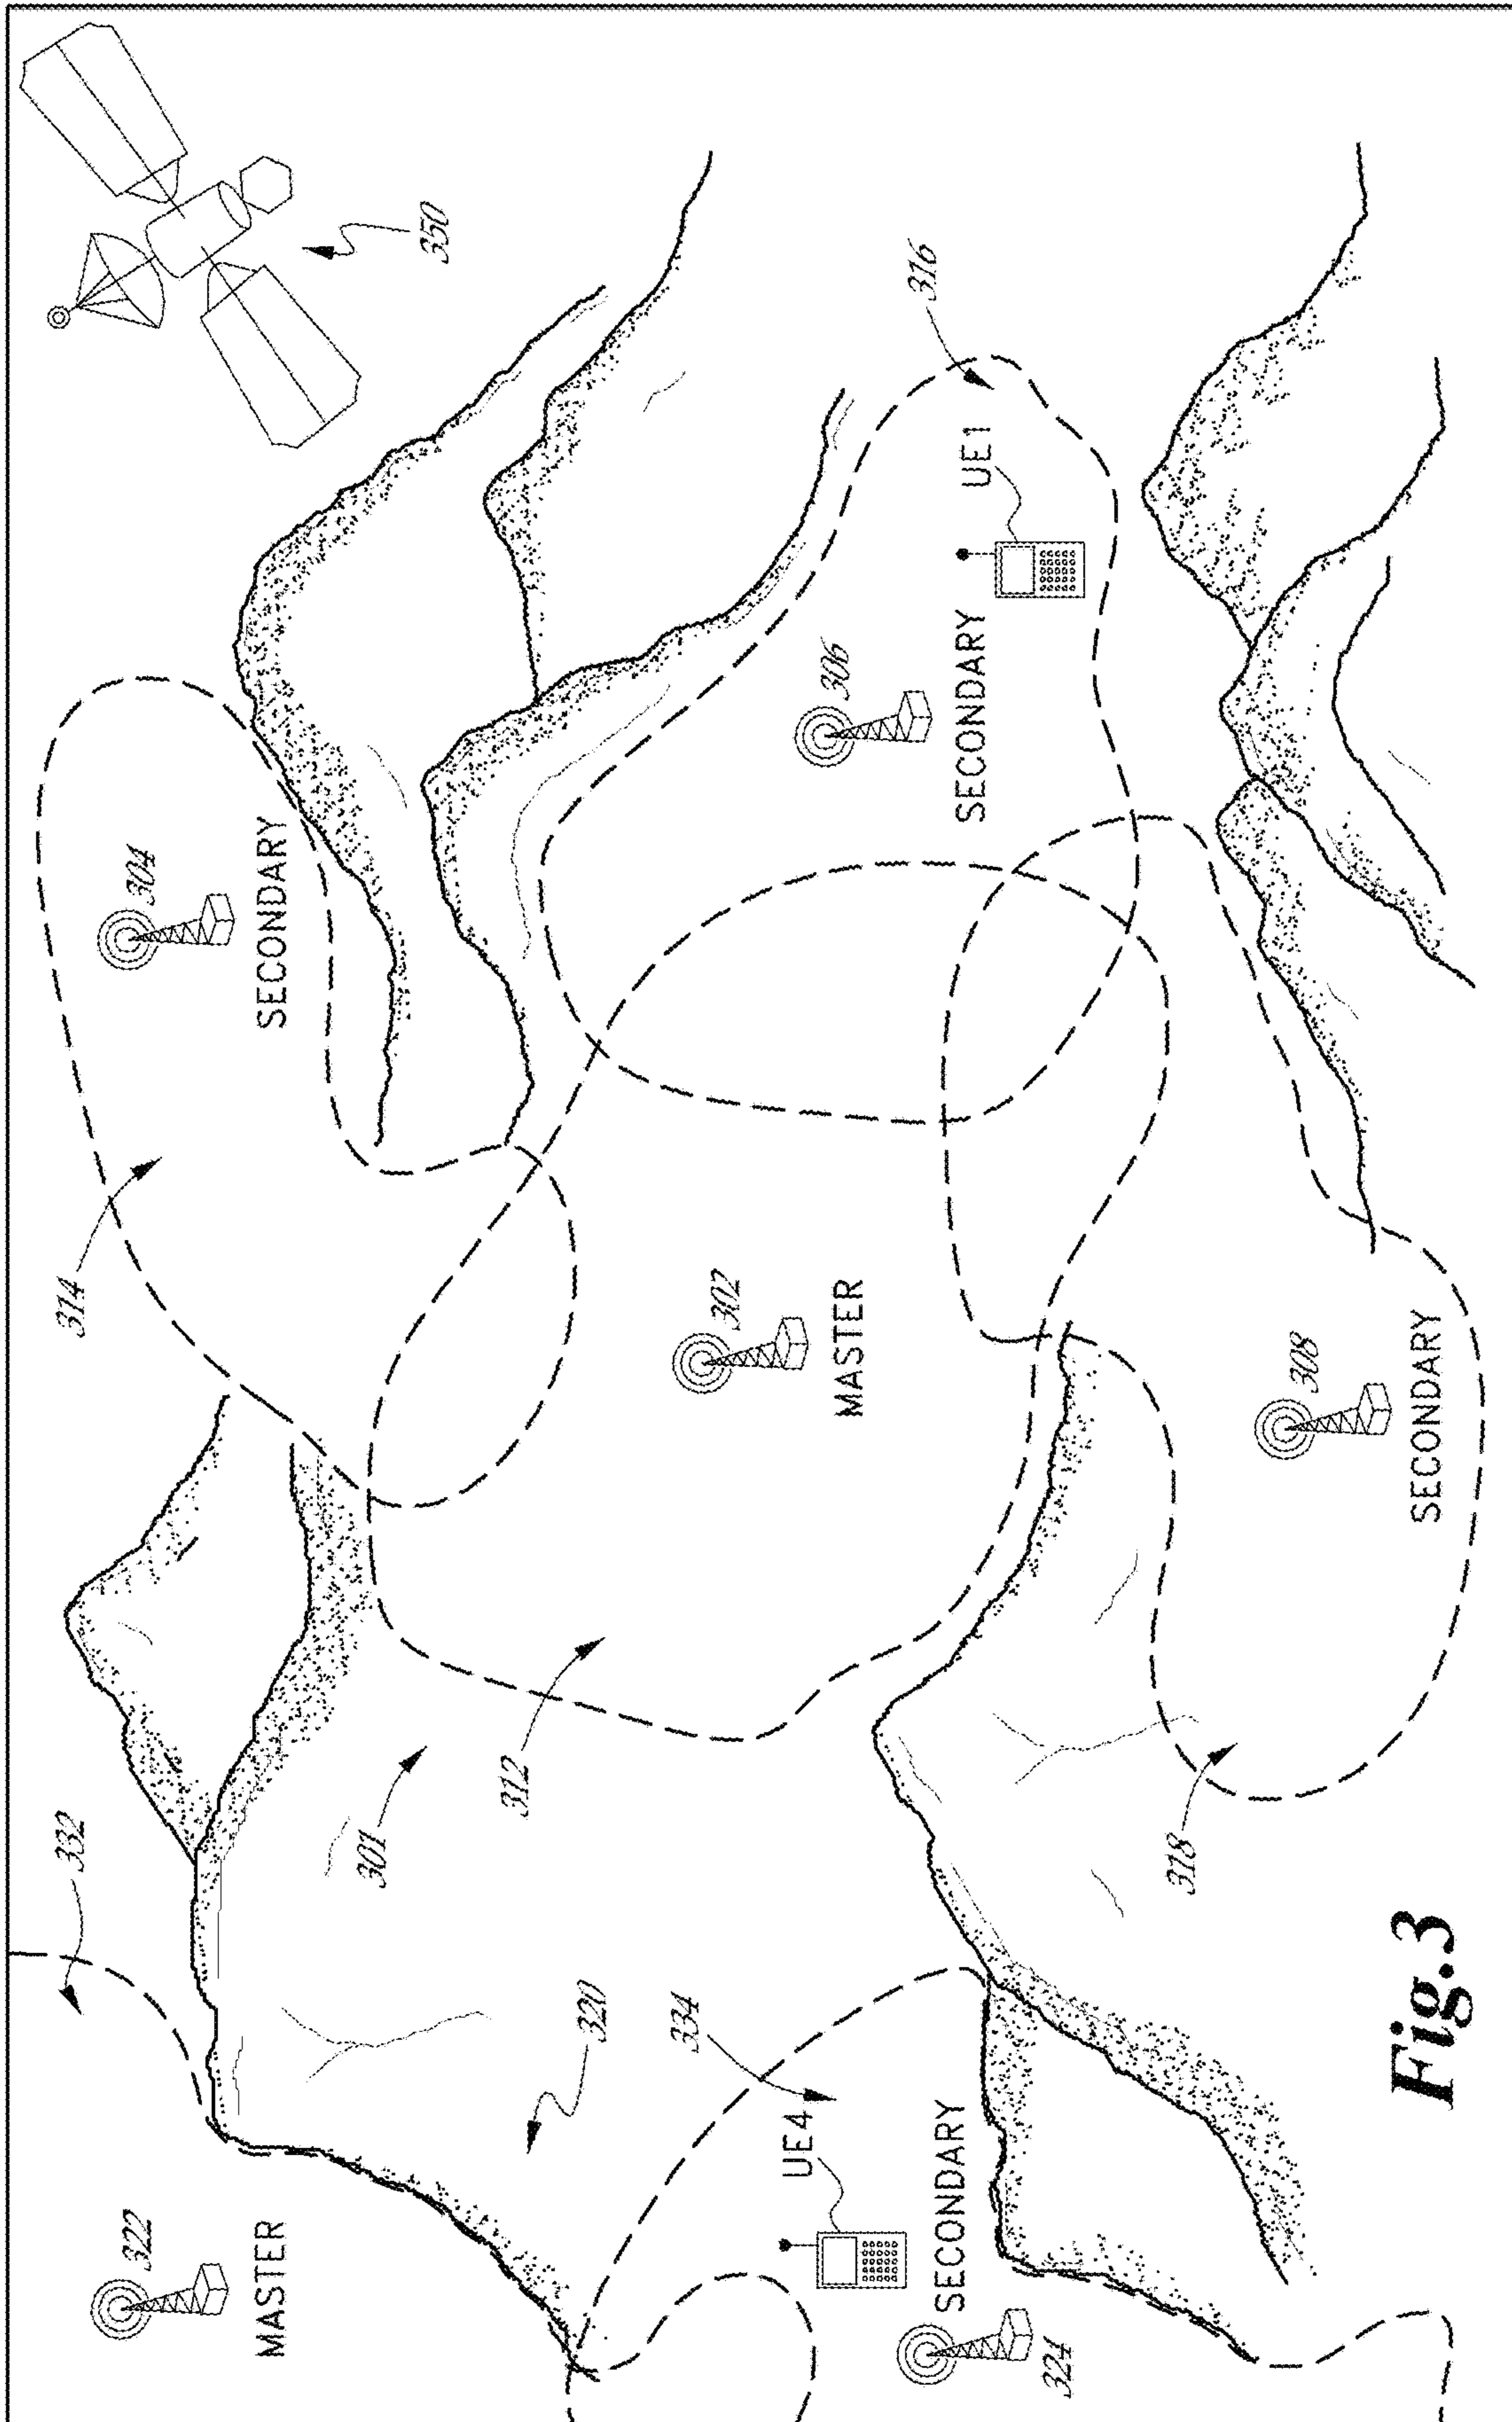 332
314
322
304
MASTER
SECONDARY
301
350
312
320
334
302
UE4
306
MASTER
316
SECONDARY
SECONDARY
UE1
324
318
308
SECONDARY
Fig.3